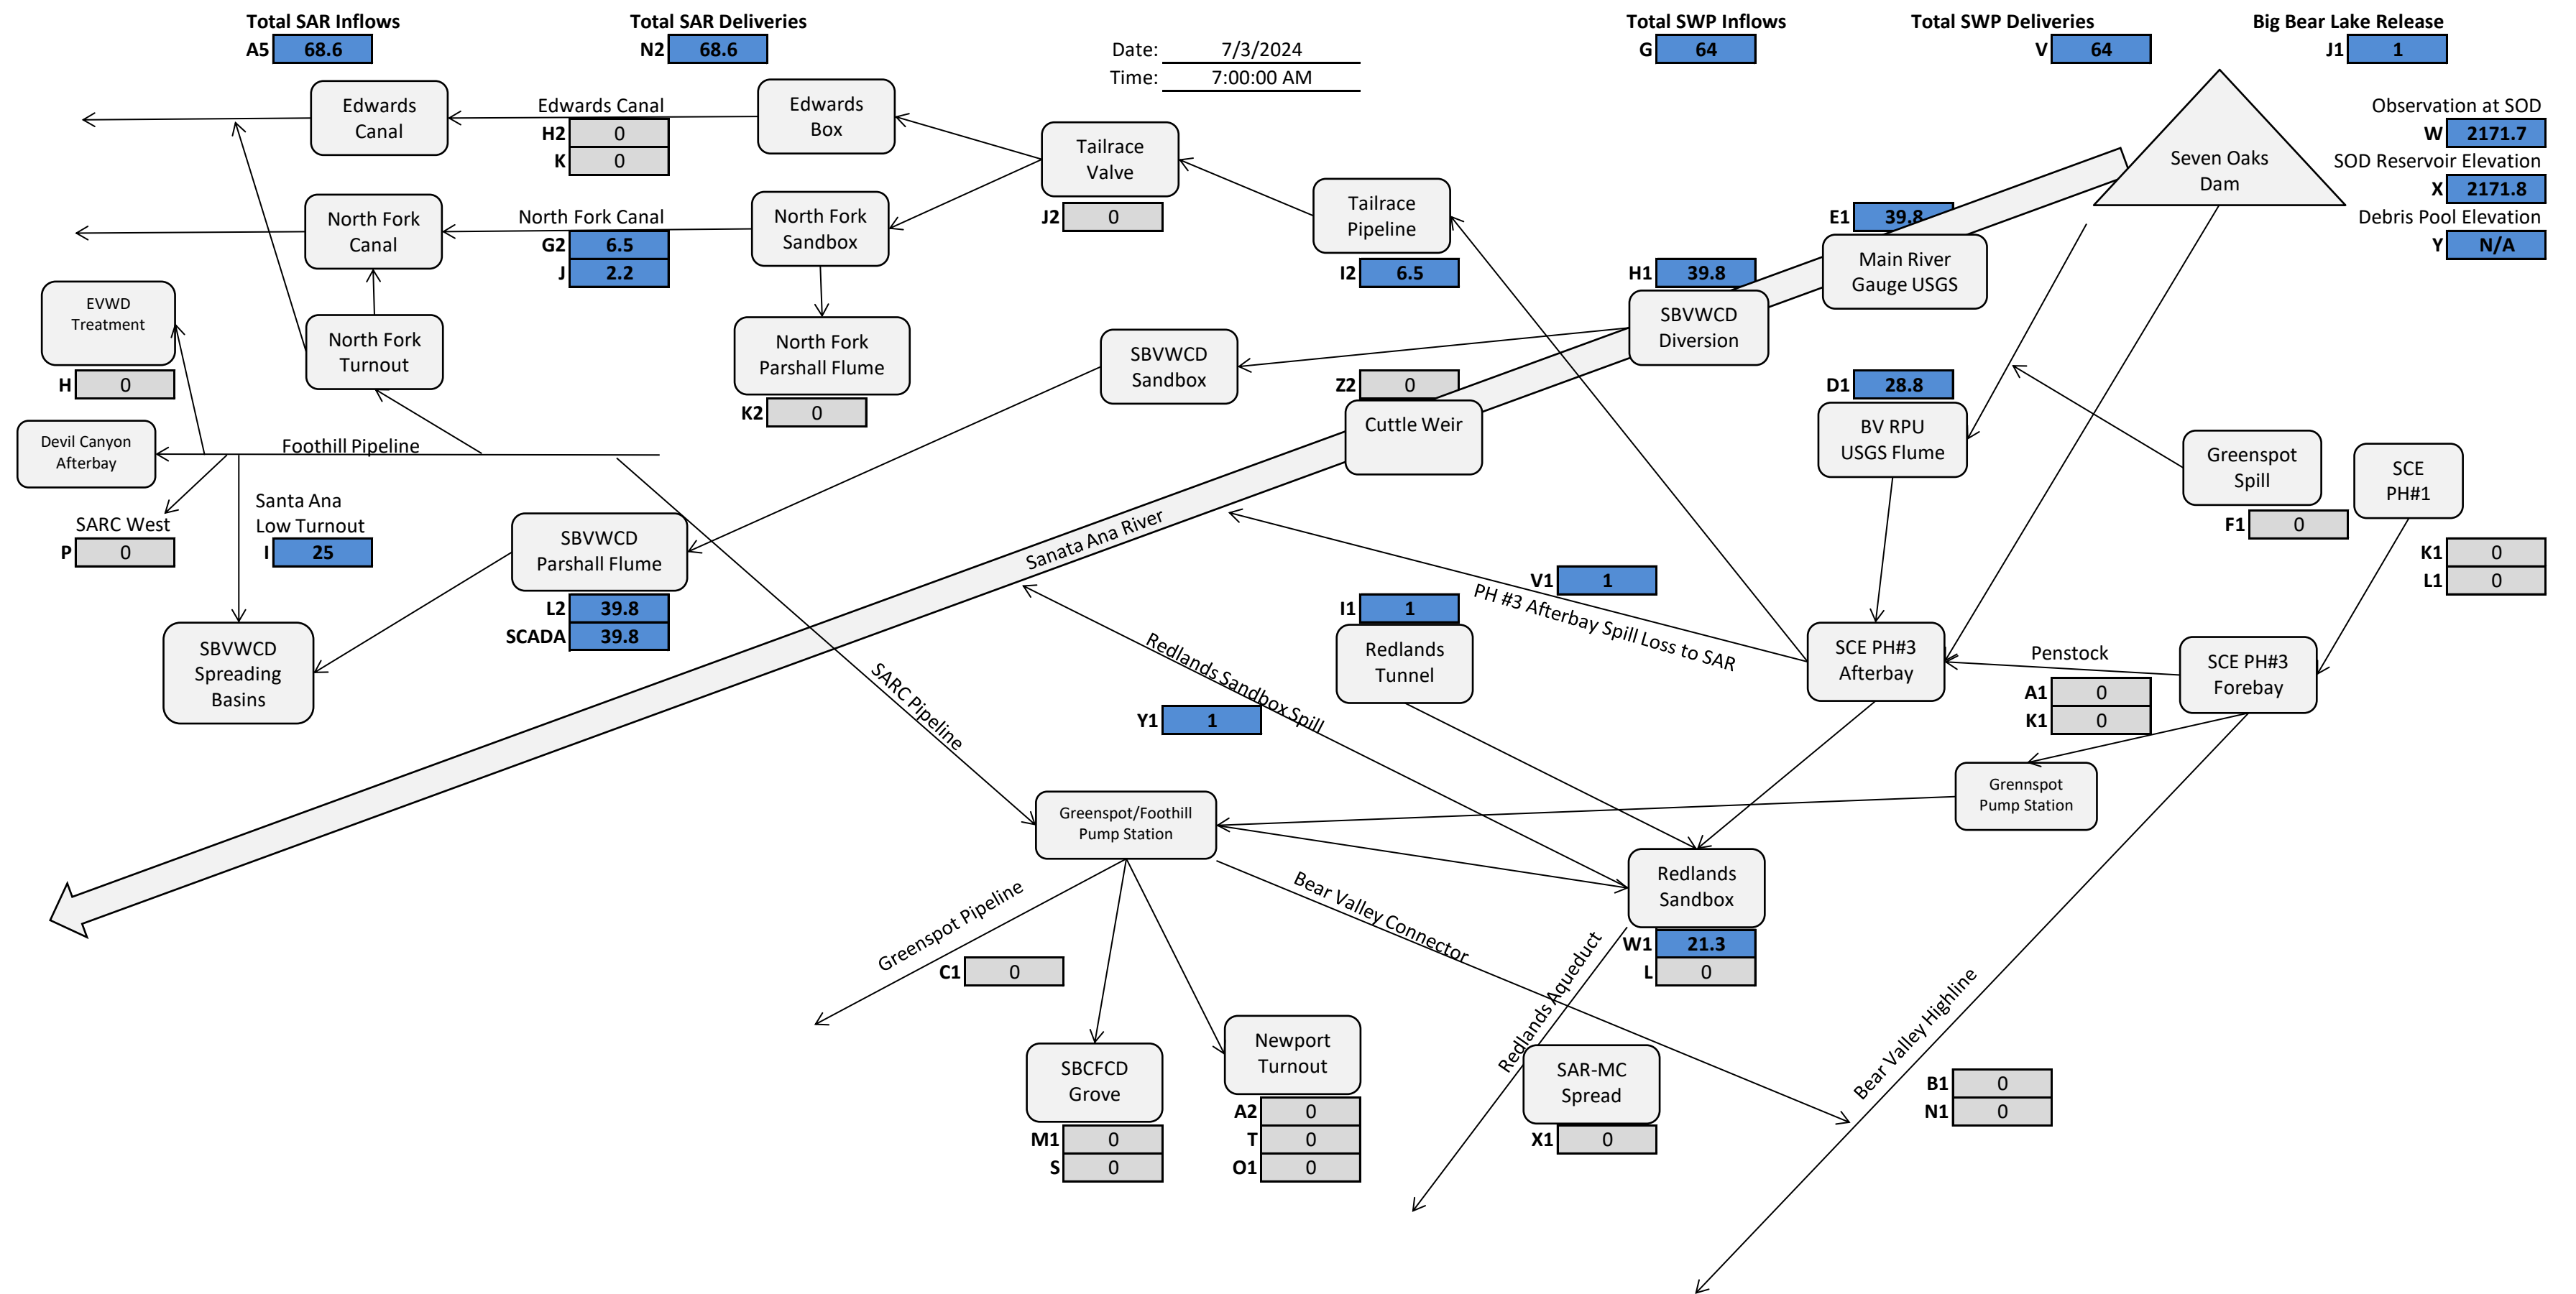 Total SAR Inflows
A5 68.6
Total SAR Deliveries
N2 68.6
Date: 7/3/2024
Time: 7:00:00 AM
Total SWP Inflows
G 64
Total SWP Deliveries
V 64
Big Bear Lake Release
J1 1
Edwards
Canal
Edwards Canal
H2 0
K 0
Edwards
Box
Tailrace
Valve
J2 0
Tailrace
Pipeline
I2 6.5
Seven Oaks
Dam
Observation at SOD
W 2171.7
SOD Reservoir Elevation
X 2171.8
Debris Pool Elevation
Y N/A
North Fork
Canal
North Fork Canal
G2 6.5
J 2.2
North Fork
Sandbox
E1 39.8
Main River
Gauge USGS
H1 39.8
SBVWCD
Diversion
EVWD
Treatment
H 0
North Fork
Turnout
North Fork
Parshall Flume
K2 0
SBVWCD
Sandbox
Z2 0
Cuttle Weir
D1 28.8
BV RPU
USGS Flume
Greenspot
Spill
F1 0
SCE
PH#1
K1 0
L1 0
Devil Canyon
Afterbay
Foothill Pipeline
SARC West
P 0
Santa Ana
Low Turnout
I 25
SBVWCD
Parshall Flume
L2 39.8
SCADA 39.8
SBVWCD
Spreading
Basins
Sanata Ana River
V1 1
PH #3 Afterbay Spill Loss to SAR
I1 1
Redlands
Tunnel
Redlands Sandbox Spill
Y1 1
SARC Pipeline
SCE PH#3
Afterbay
Penstock
A1 0
K1 0
SCE PH#3
Forebay
Grennspot
Pump Station
Greenspot/Foothill
Pump Station
Redlands
Sandbox
W1 21.3
L 0
Greenspot Pipeline
C1 0
Bear Valley Connector
Redlands Aqueduct
Bear Valley Highline
SBCFCD
Grove
M1 0
S 0
Newport
Turnout
A2 0
T 0
O1 0
SAR-MC
Spread
X1 0
B1 0
N1 0